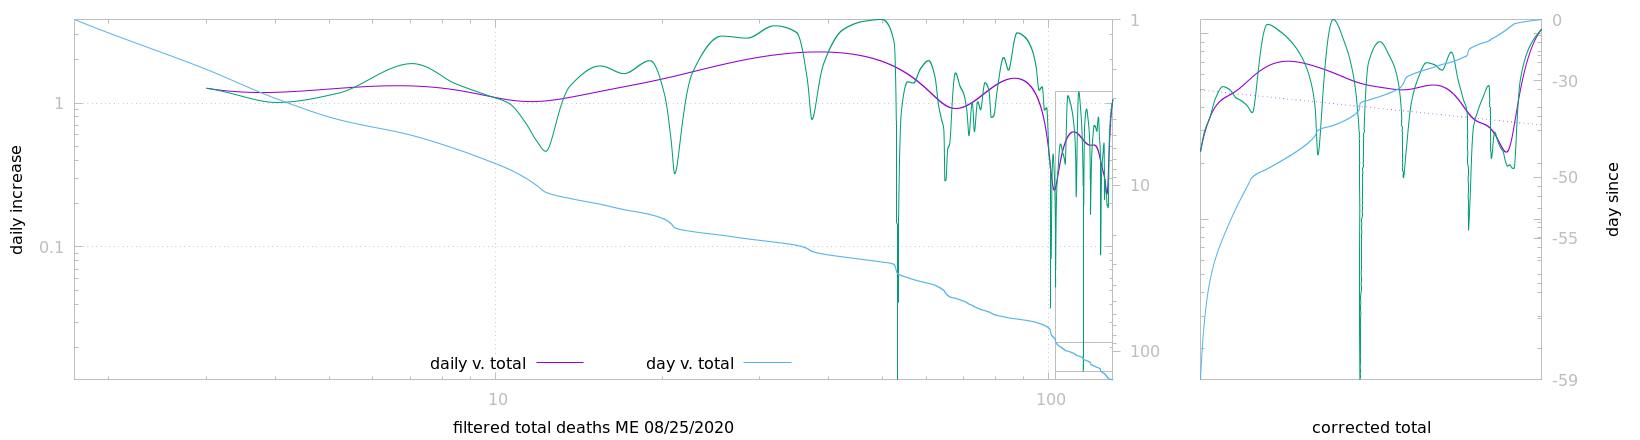 1
0
daily increase
1
0.1
-30
10
-50
-55
100
-59
day since
daily v. total
day v. total
10
100
filtered total deaths ME 08/25/2020
corrected total